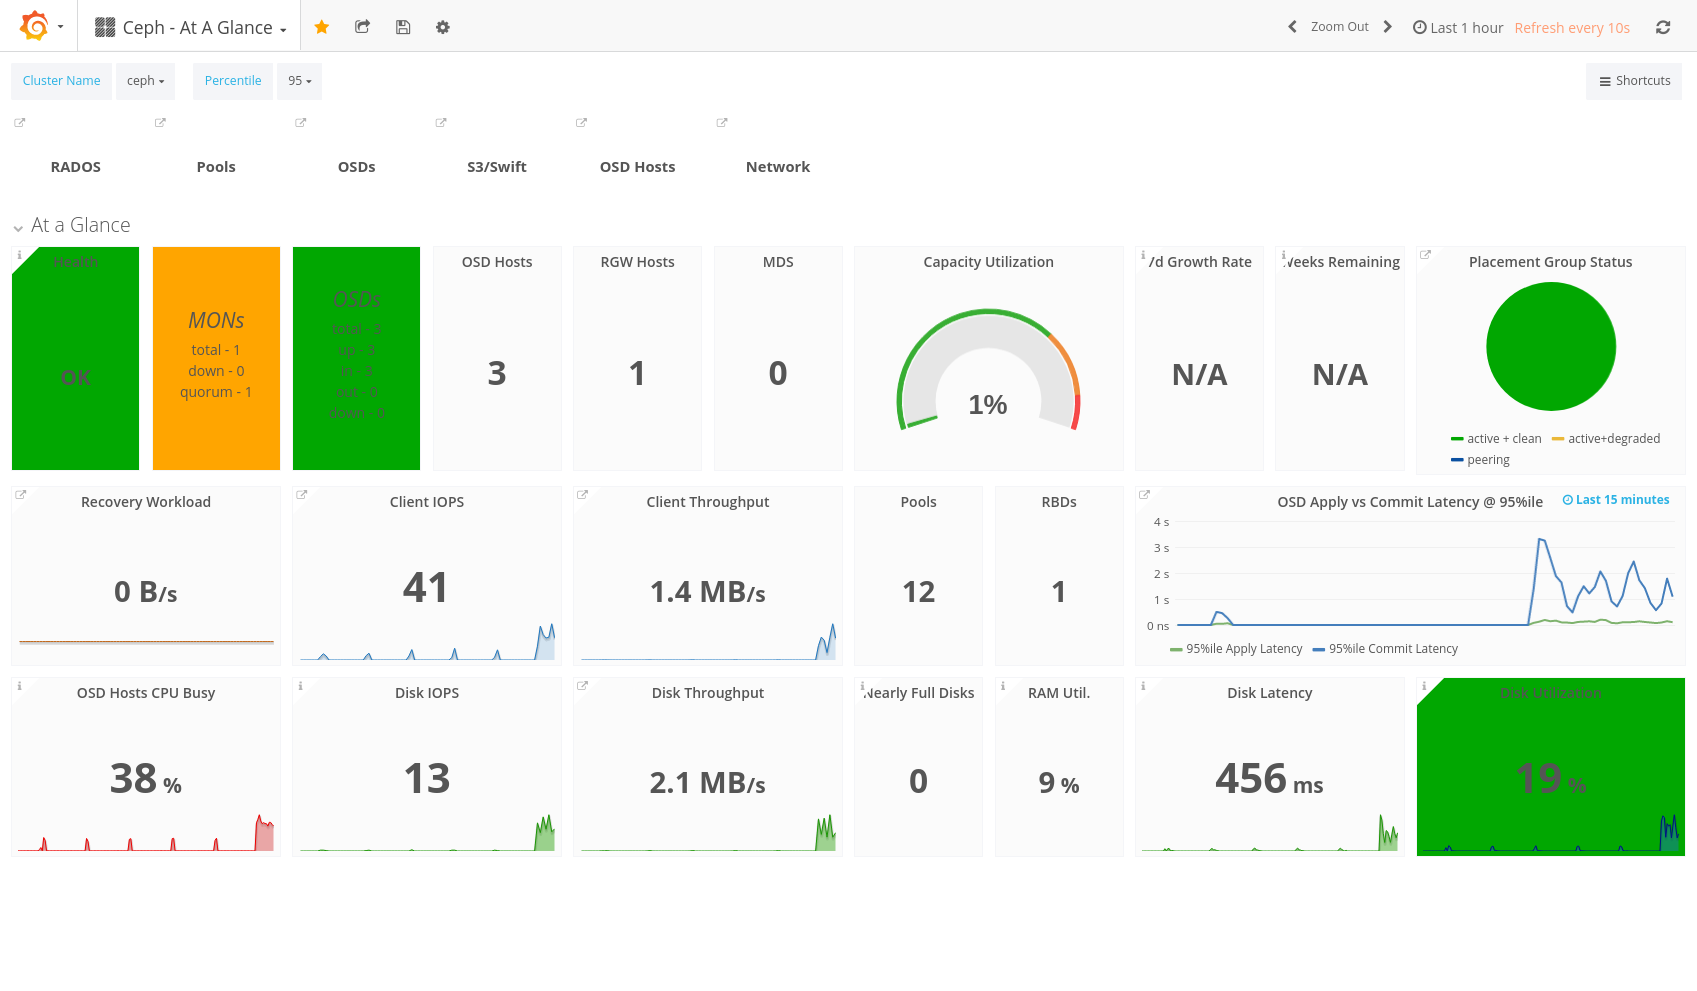 Ceph - At A Glance
Zoom Out
Last 1 hour Refresh every 10s
Cluster Name ceph
Percentile 95
Shortcuts
RADOS
Pools
OSDs
S3/Swift
OSD Hosts
Network
At a Glance
Health
OK
MONs
total - 1
down - 0
quorum - 1
OSDs
total - 3
up - 3
in - 3
out - 0
down - 0
OSD Hosts
3
RGW Hosts
1
MDS
0
Capacity Utilization
1%
/d Growth Rate
N/A
Weeks Remaining
N/A
Placement Group Status
active + clean active+degraded
peering
Recovery Workload
0 B/s
Client IOPS
41
Client Throughput
1.4 MB/s
Pools
12
RBDs
1
OSD Apply vs Commit Latency @ 95%ile
Last 15 minutes
4 s
3 s
2 s
1 s
0 ns
95%ile Apply Latency 95%ile Commit Latency
OSD Hosts CPU Busy
38 %
Disk IOPS
13
Disk Throughput
2.1 MB/s
Nearly Full Disks
0
RAM Util.
9 %
Disk Latency
456 ms
Disk Utilization
19 %